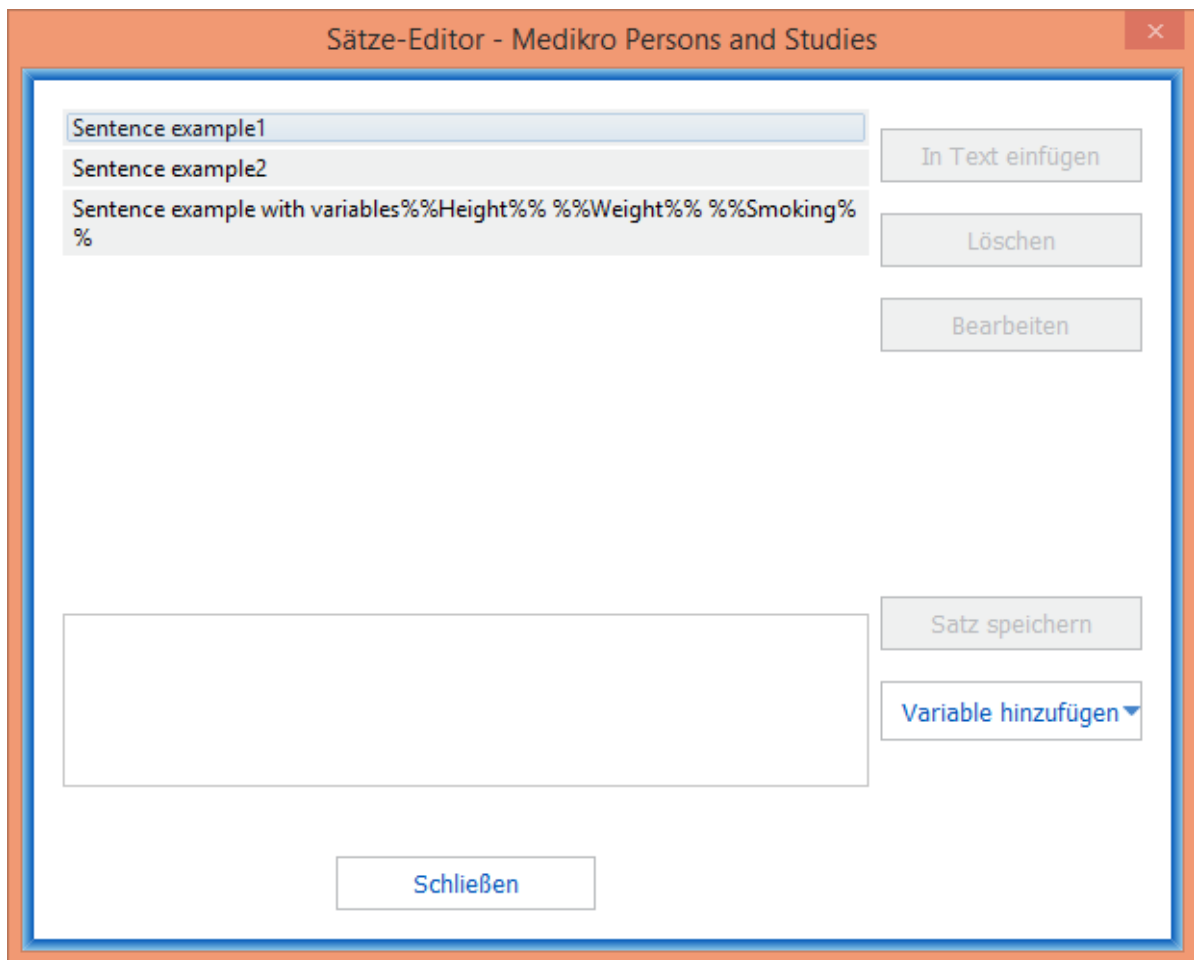 Sätze-Editor - Medikro Persons and Studies
Sentence example1
Sentence example2
Sentence example with variables%%Height%% %%Weight%% %%Smoking%
%
In Text einfügen
Löschen
Bearbeiten
Satz speichern
Variable hinzufügen
Schließen